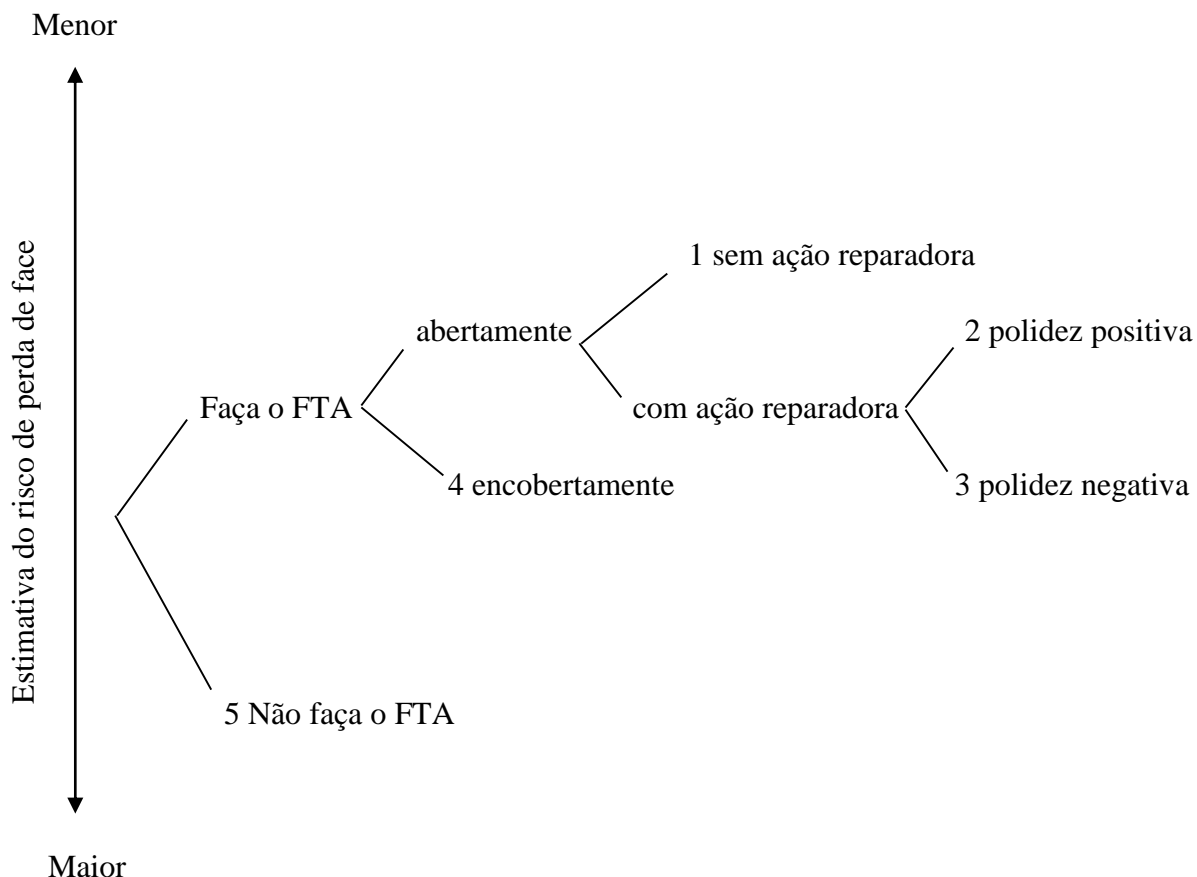 Menor
Estimativa do risco de perda de face
1 sem ação reparadora
abertamente
2 polidez positiva
Faça o FTA
com ação reparadora
4 encobertamente
3 polidez negativa
5 Não faça o FTA
Maior